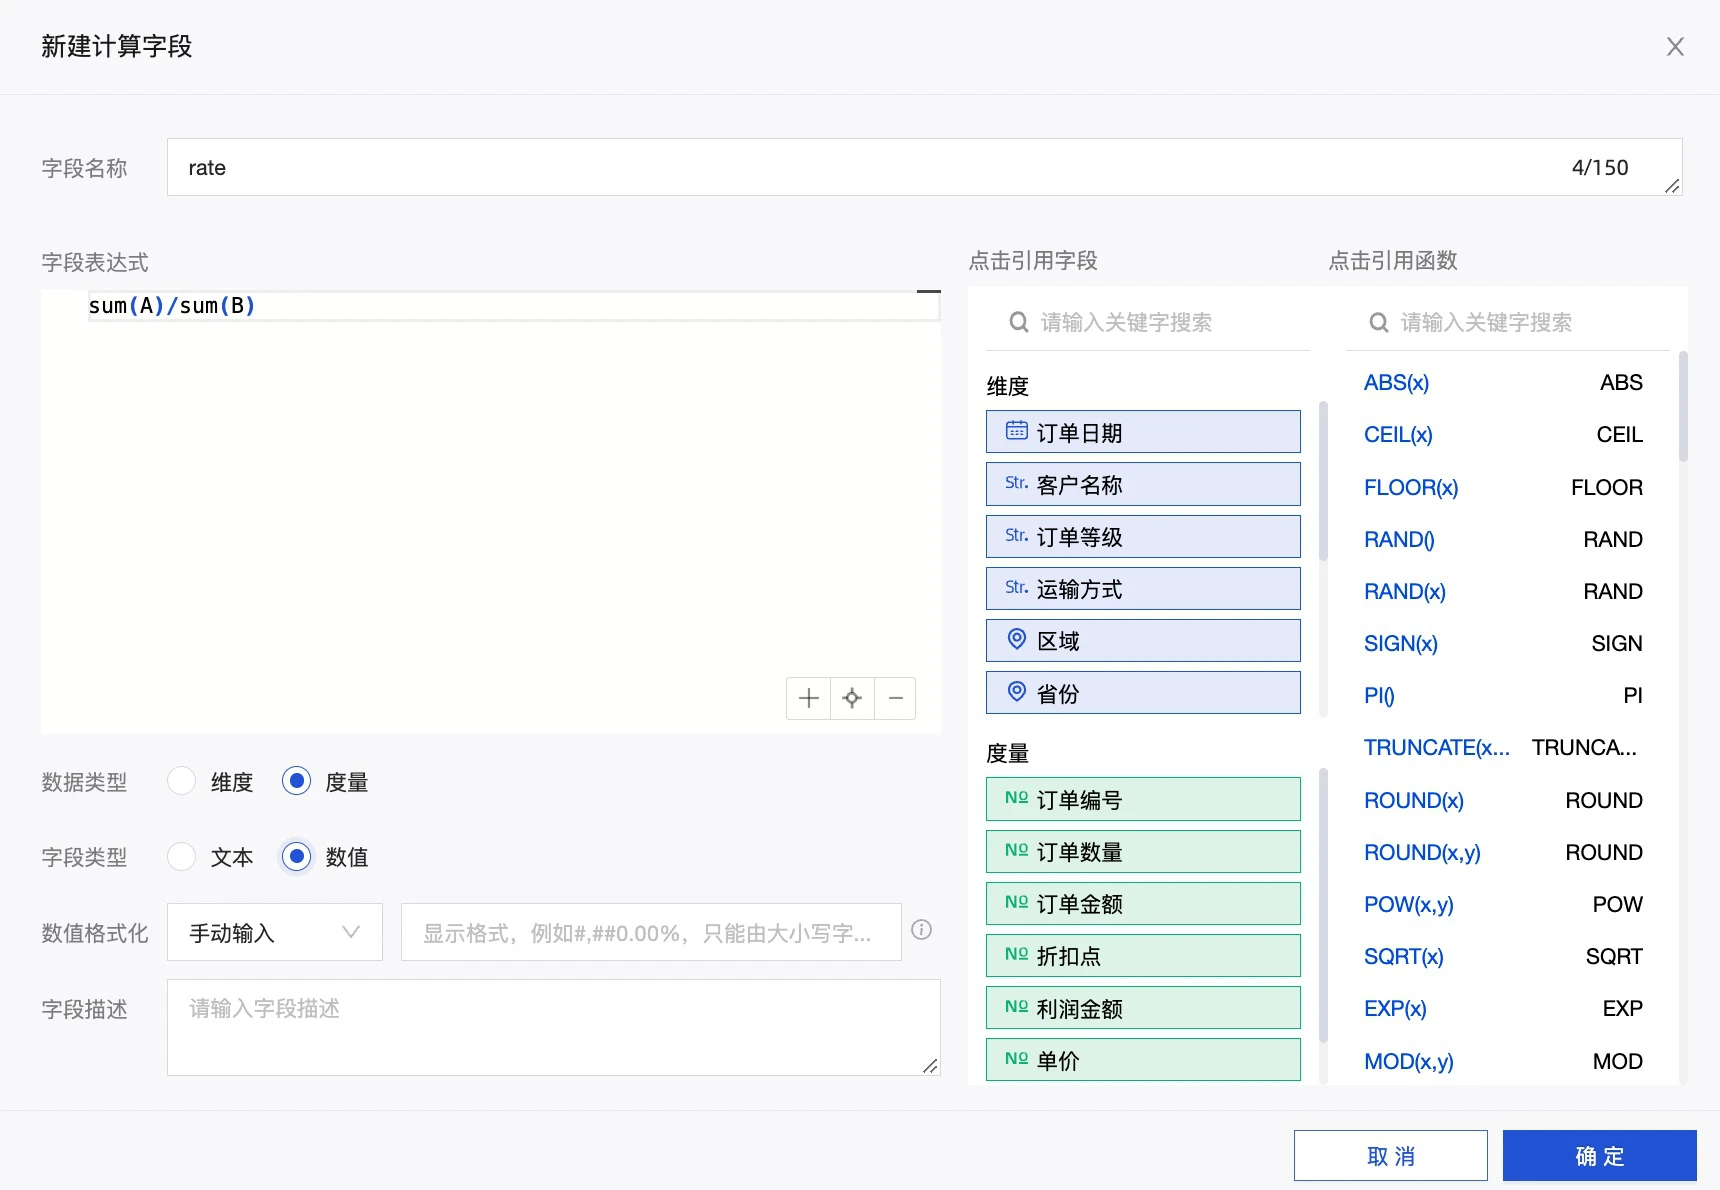 新建计算字段
字段名称
rate
4/150
字段表达式
sum(A)/sum(B)
数据类型
维度
度量
字段类型
文本
数值
数值格式化
手动输入
显示格式，例如#,##0.00%，只能由大小写字...
字段描述
请输入字段描述
点击引用字段
请输入关键字搜索
维度
订单日期
Str. 客户名称
Str. 订单等级
Str. 运输方式
区域
省份
度量
№ 订单编号
№ 订单数量
№ 订单金额
№ 折扣点
№ 利润金额
№ 单价
点击引用函数
请输入关键字搜索
ABS(x) ABS
CEIL(x) CEIL
FLOOR(x) FLOOR
RAND() RAND
RAND(x) RAND
SIGN(x) SIGN
PI() PI
TRUNCATE(x... TRUNCA...
ROUND(x) ROUND
ROUND(x,y) ROUND
POW(x,y) POW
SQRT(x) SQRT
EXP(x) EXP
MOD(x,y) MOD
取 消
确 定